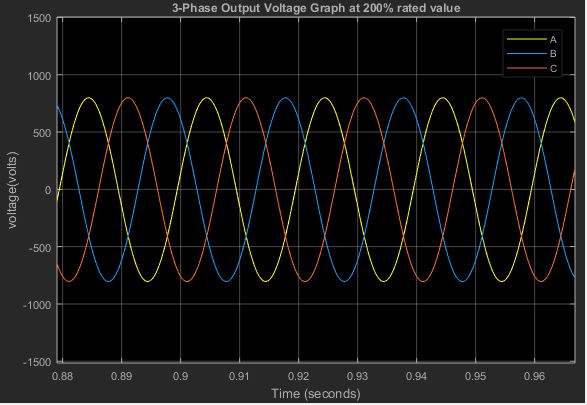 3-Phase Output Voltage Graph at 200% rated value
1500
1000
500
0
-500
-1000
-1500
voltage(volts)
A
B
C
0.88 0.89 0.9 0.91 0.92 0.93 0.94 0.95 0.96
Time (seconds)